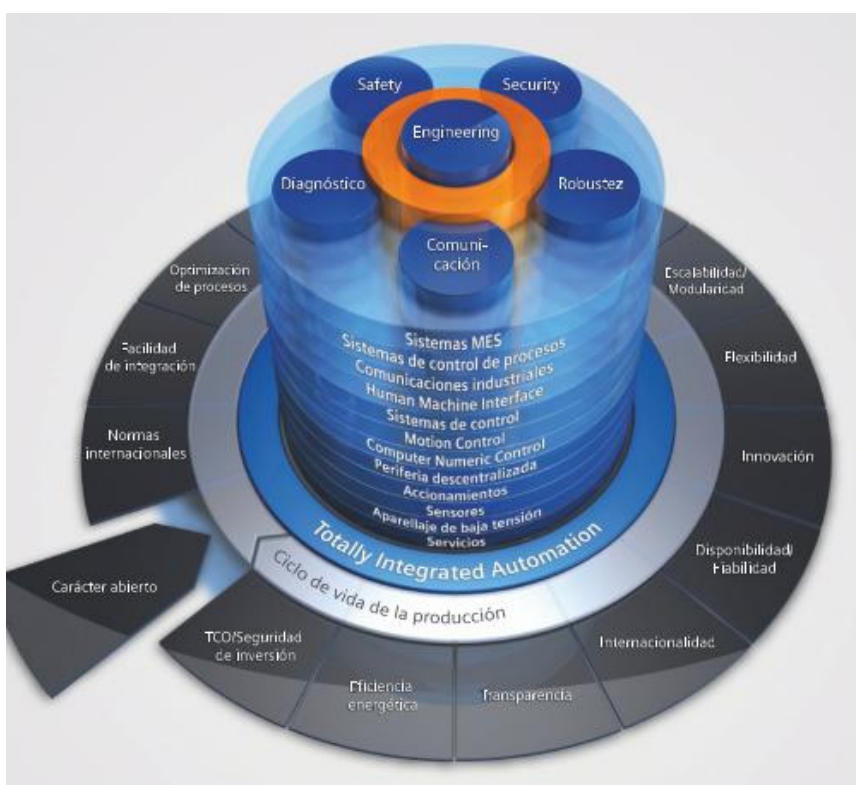 Safety
Security
Engineering
Diagnóstico
Robustez
Comuni-
cación
Optimización
de procesos
Escalabilidad/
Modularidad
Facilidad
de integración
Flexibilidad
Normas
internacionales
Innovación
Sistemas MES
Sistemas de control de procesos
Comunicaciones industriales
Human Machine Interface
Sistemas de control
Motion Control
Computer Numeric Control
Periferia descentralizada
Accionamientos
Sensores
Aparellaje de baja tensión
Servicios
Totally Integrated Automation
Ciclo de vida de la producción
Carácter abierto
Disponibilidad/
Fiabilidad
TCO/Seguridad
de inversión
Internacionalidad
Eficiencia
energética
Transparencia